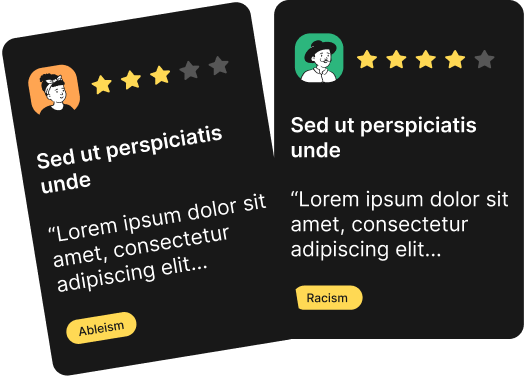 Sed ut perspiciatis
unde
“Lorem ipsum dolor sit
amet, consectetur
adipiscing elit...
Ableism
Sed ut perspiciatis
unde
“Lorem ipsum dolor sit
amet, consectetur
adipiscing elit...
Racism